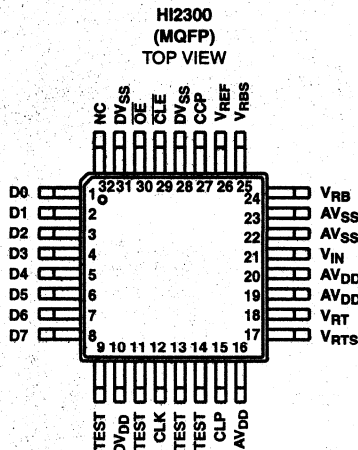 HI2300
(MQFP)
TOP VIEW
NC DVSS OE CLE DVSS CCP VREF VRBS
32 31 30 29 28 27 26 25
D0 1 24 VRB
D1 2 23 AVSS
D2 3 22 AVSS
D3 4 21 VIN
D4 5 20 AVDD
D5 6 19 AVDD
D6 7 18 VRT
D7 8 17 VRTS
9 10 11 12 13 14 15 16
TEST DVDD TEST CLK TEST TEST CLP AVDD